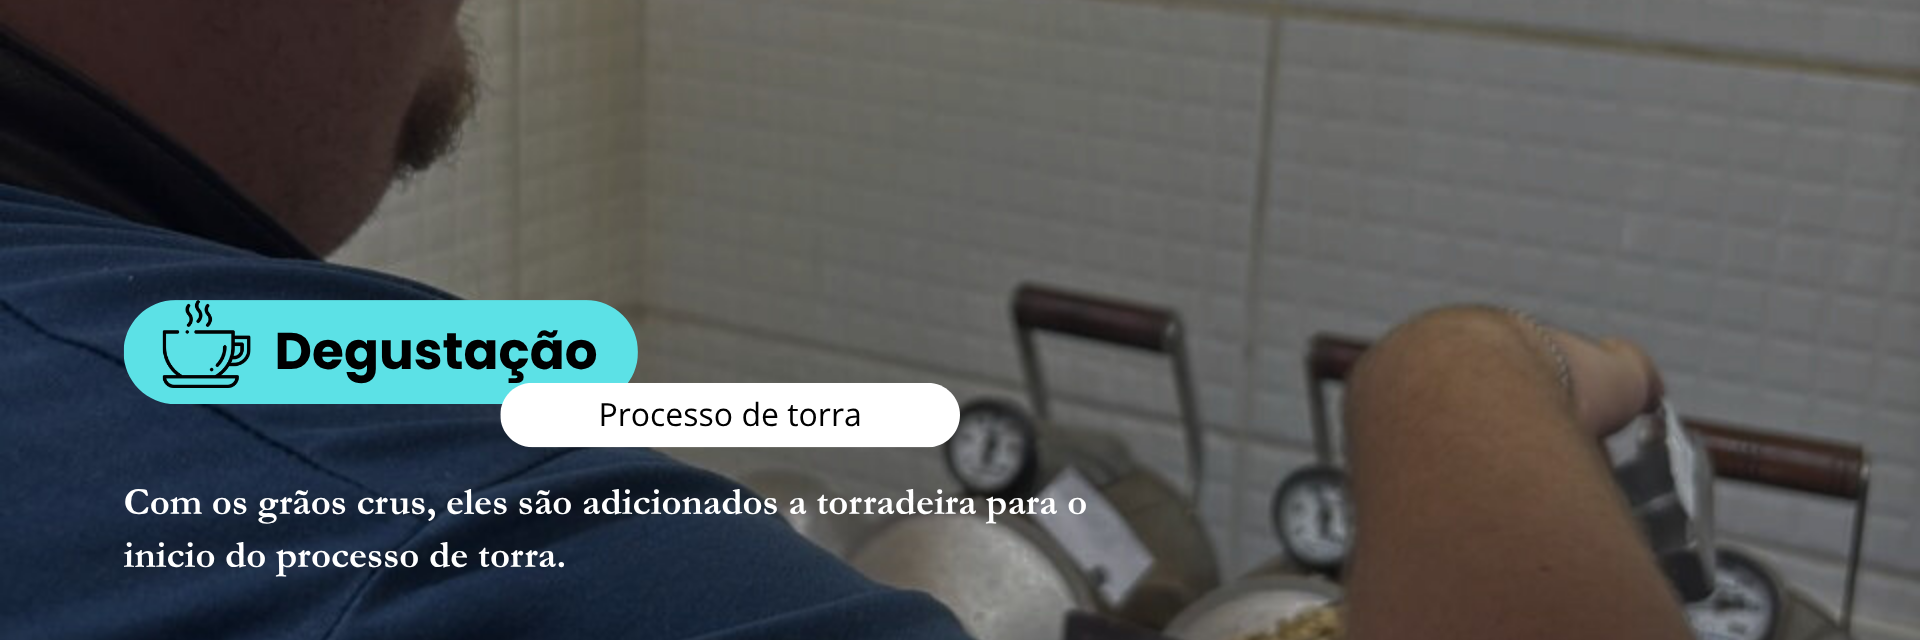 Degustação
Processo de torra
Com os grãos crus, eles são adicionados a torradeira para o
inicio do processo de torra.